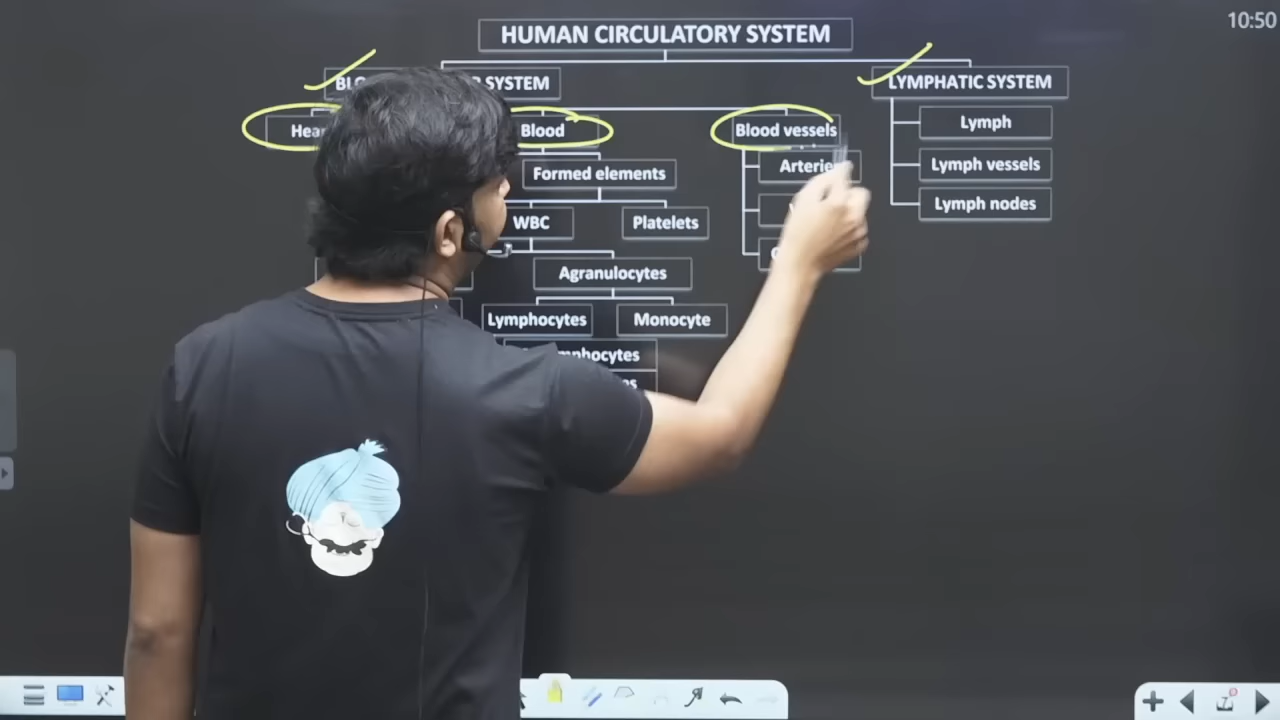 10:50
HUMAN CIRCULATORY SYSTEM
SYSTEM
LYMPHATIC SYSTEM
Blood
Blood vessels
Lymph
Formed elements
Lymph vessels
WBC
Platelets
Lymph nodes
Agranulocytes
Lymphocytes
Monocyte